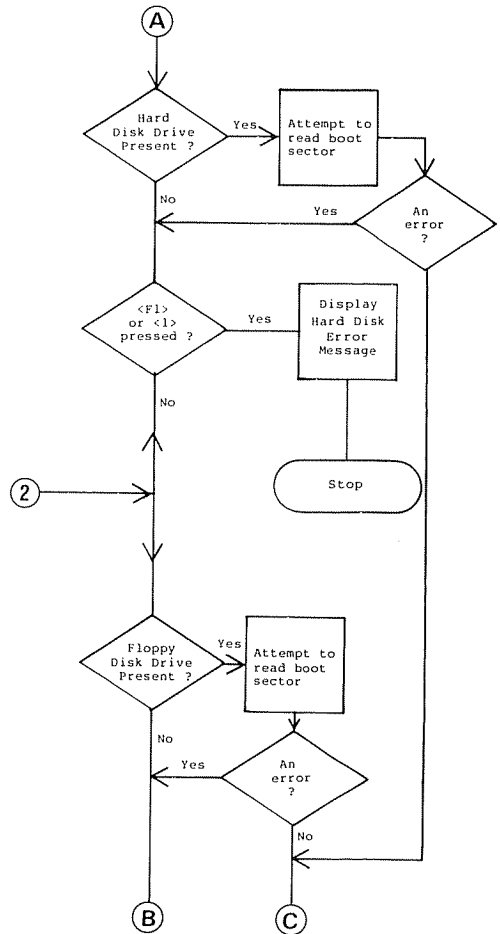 A
Hard
Disk Drive
Present ?
Yes
Attempt to
read boot
sector
No
Yes
An
error
?
<F1>
or <1>
pressed ?
Yes
Display
Hard Disk
Error
Message
No
Stop
2
Floppy
Disk Drive
Present ?
Yes
Attempt to
read boot
sector
No
Yes
An
error
?
No
B
C